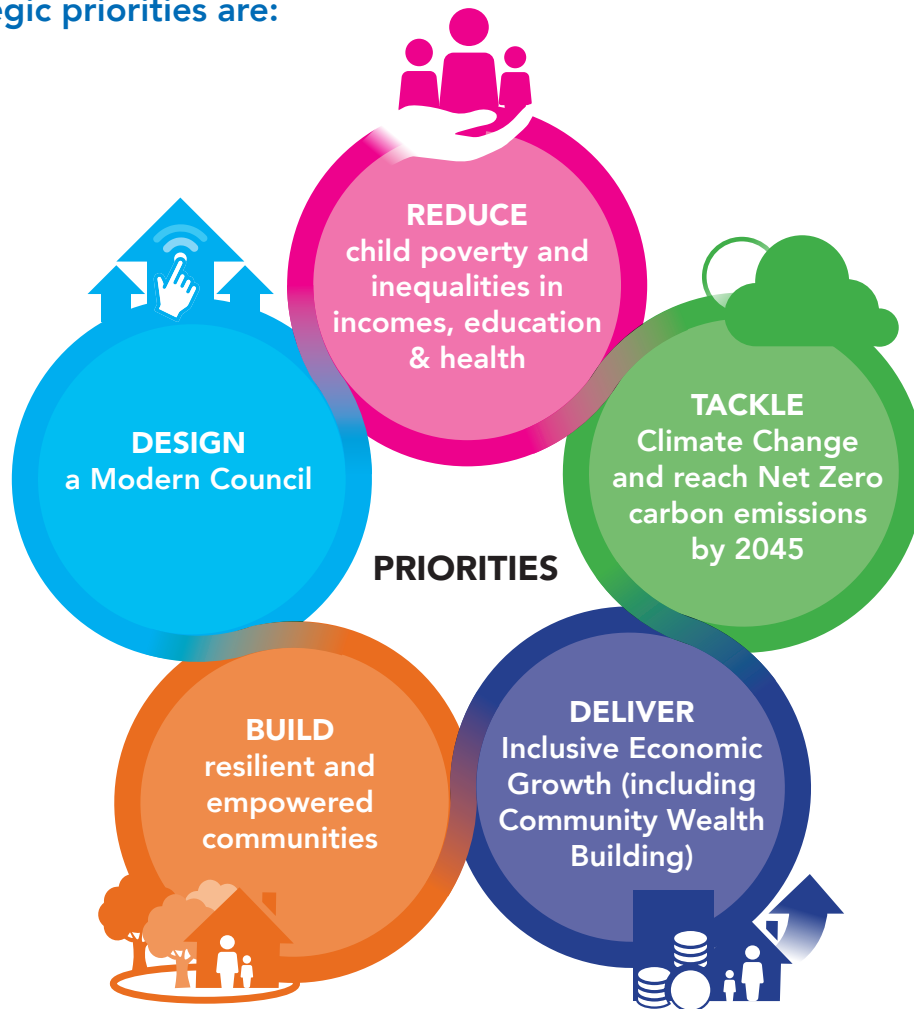 egic priorities are:
REDUCE
child poverty and
inequalities in
incomes, education
& health
TACKLE
Climate Change
and reach Net Zero
carbon emissions
by 2045
DELIVER
Inclusive Economic
Growth (including
Community Wealth
Building)
BUILD
resilient and
empowered
communities
DESIGN
a Modern Council
PRIORITIES